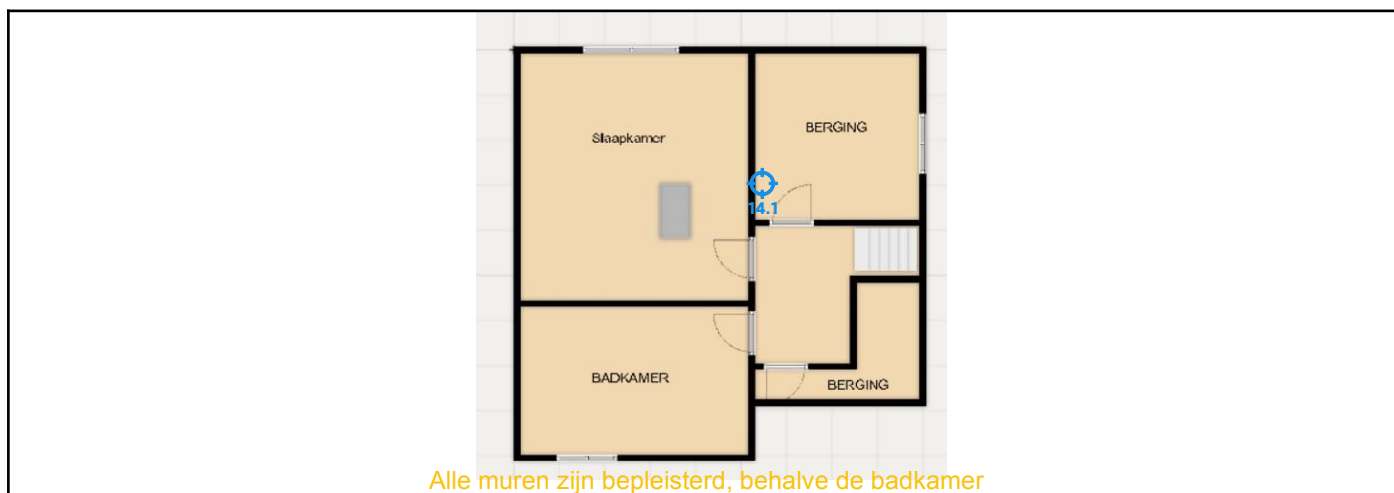 BERGING
Slaapkamer
14.1
BADKAMER
BERGING
Alle muren zijn bepleisterd, behalve de badkamer